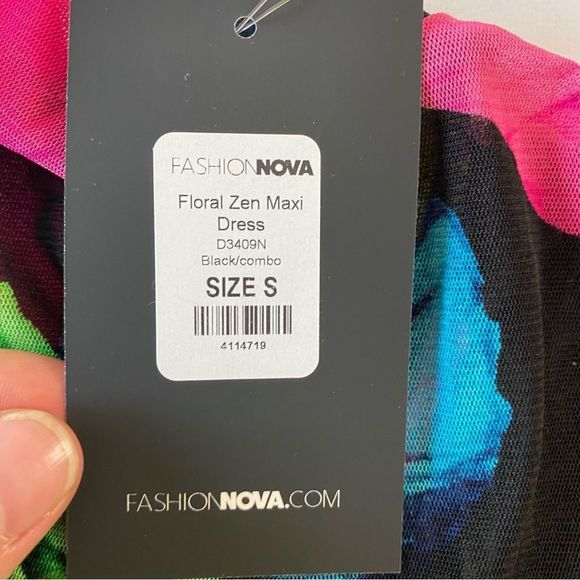 FASHIONNOVA
Floral Zen Maxi
Dress
D3409N
Black/combo
SIZE S
4114719
FASHIONNOVA.COM